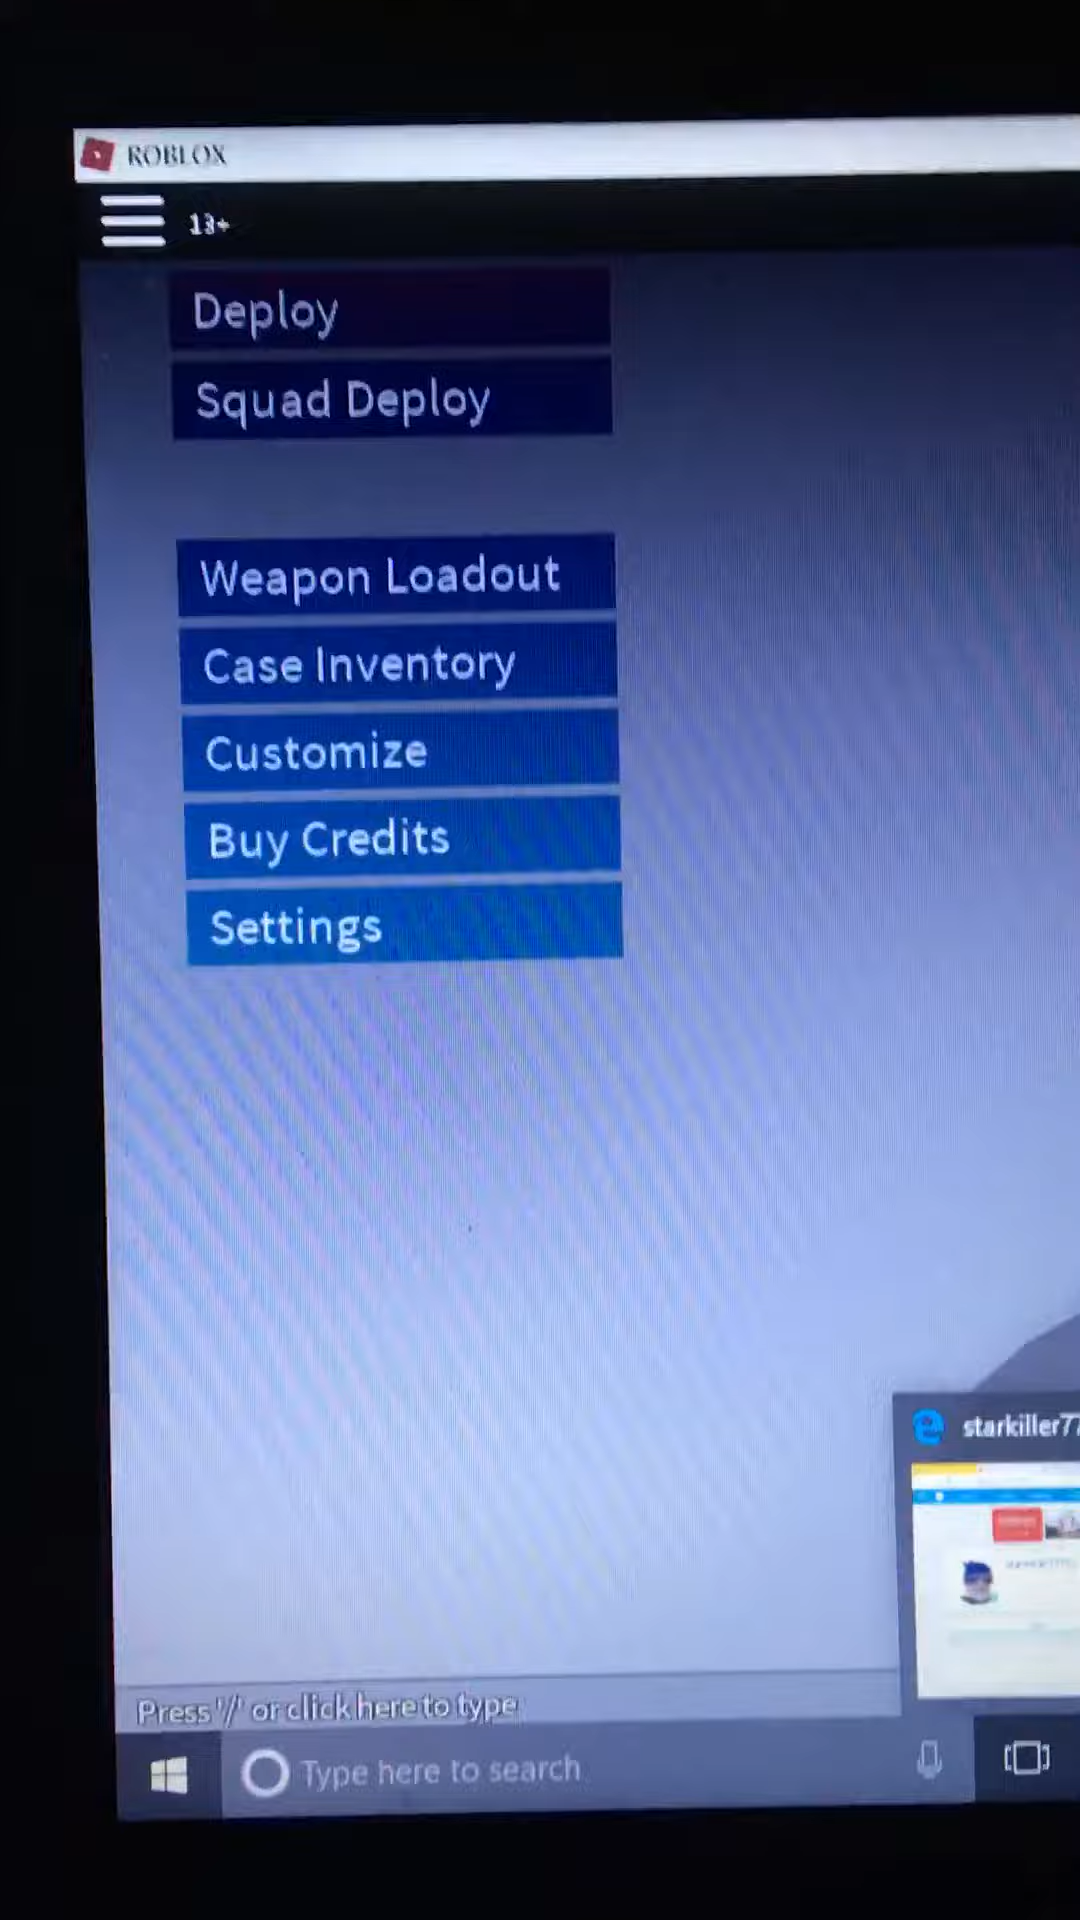 ROBLOX
13+
Deploy
Squad Deploy
Weapon Loadout
Case Inventory
Customize
Buy Credits
Settings
starkiller77
Press '/' or click here to type
Type here to search